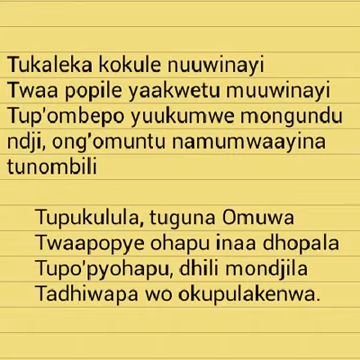 Tukaleka kokule nuuwinayi
Twaa popile yaakwetu muuwinayi
Tup'ombepo yuukumwe mongundu
ndji, ong'omuntu namumwaayina
tunombili
Tupukulula, tuguna Omuwa
Twaapopye ohapu inaa dhopala
Tupo'pyohapu, dhili mondjila
Tadhiwapa wo okupulakenwa.